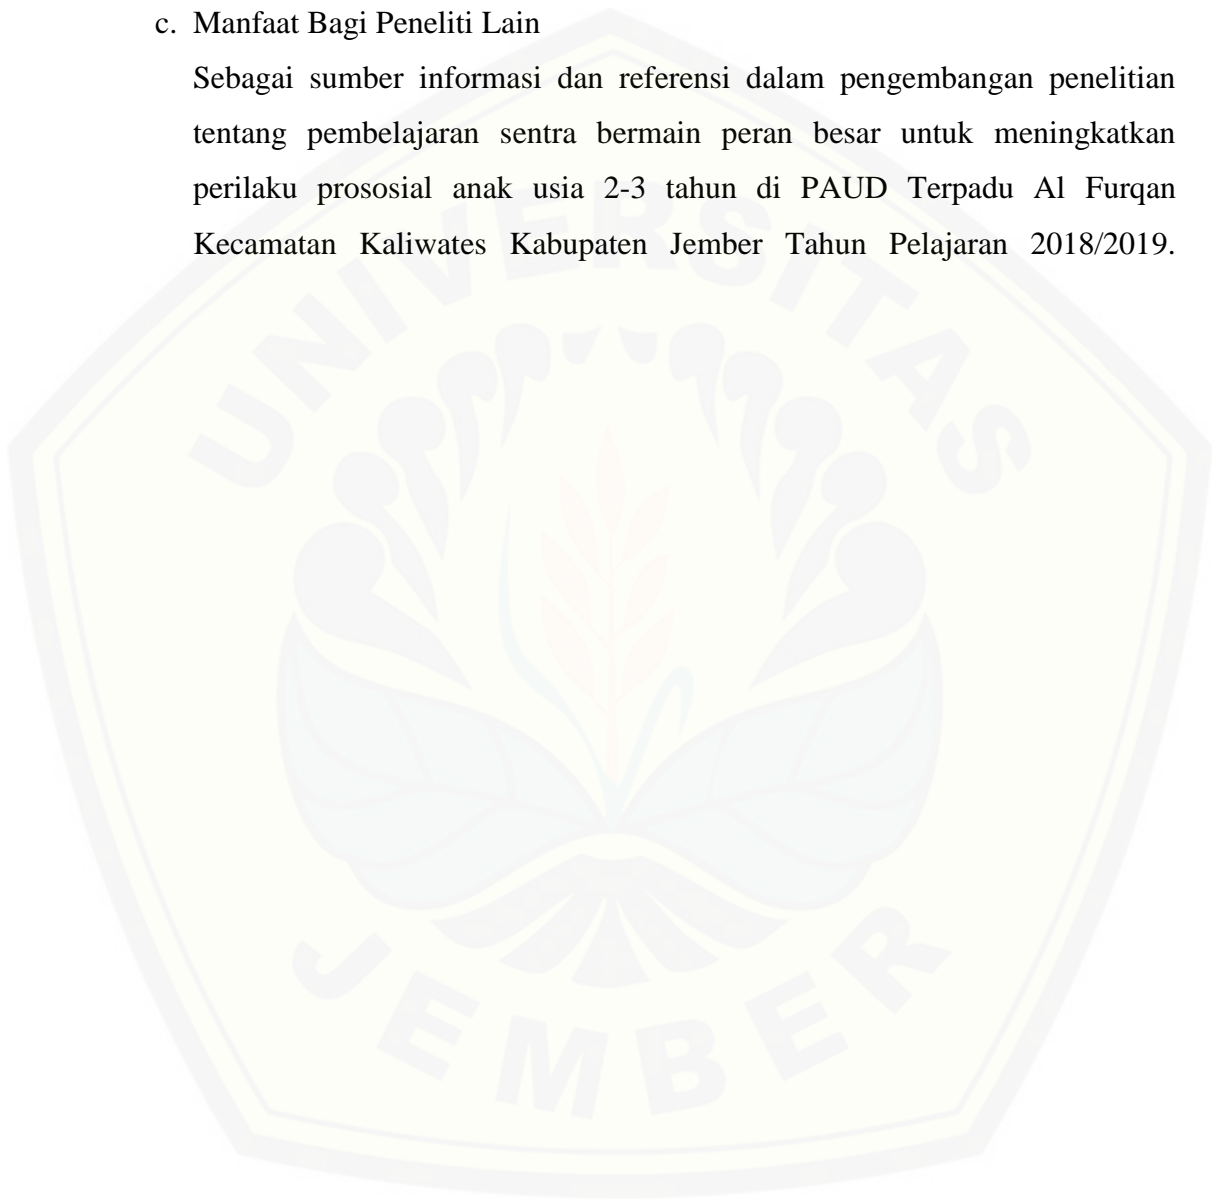 c. Manfaat Bagi Peneliti Lain
Sebagai sumber informasi dan referensi dalam pengembangan penelitian
tentang pembelajaran sentra bermain peran besar untuk meningkatkan
perilaku prososial anak usia 2-3 tahun di PAUD Terpadu Al Furqan
Kecamatan Kaliwates Kabupaten Jember Tahun Pelajaran 2018/2019.
UNIVERSITAS
JEMBER